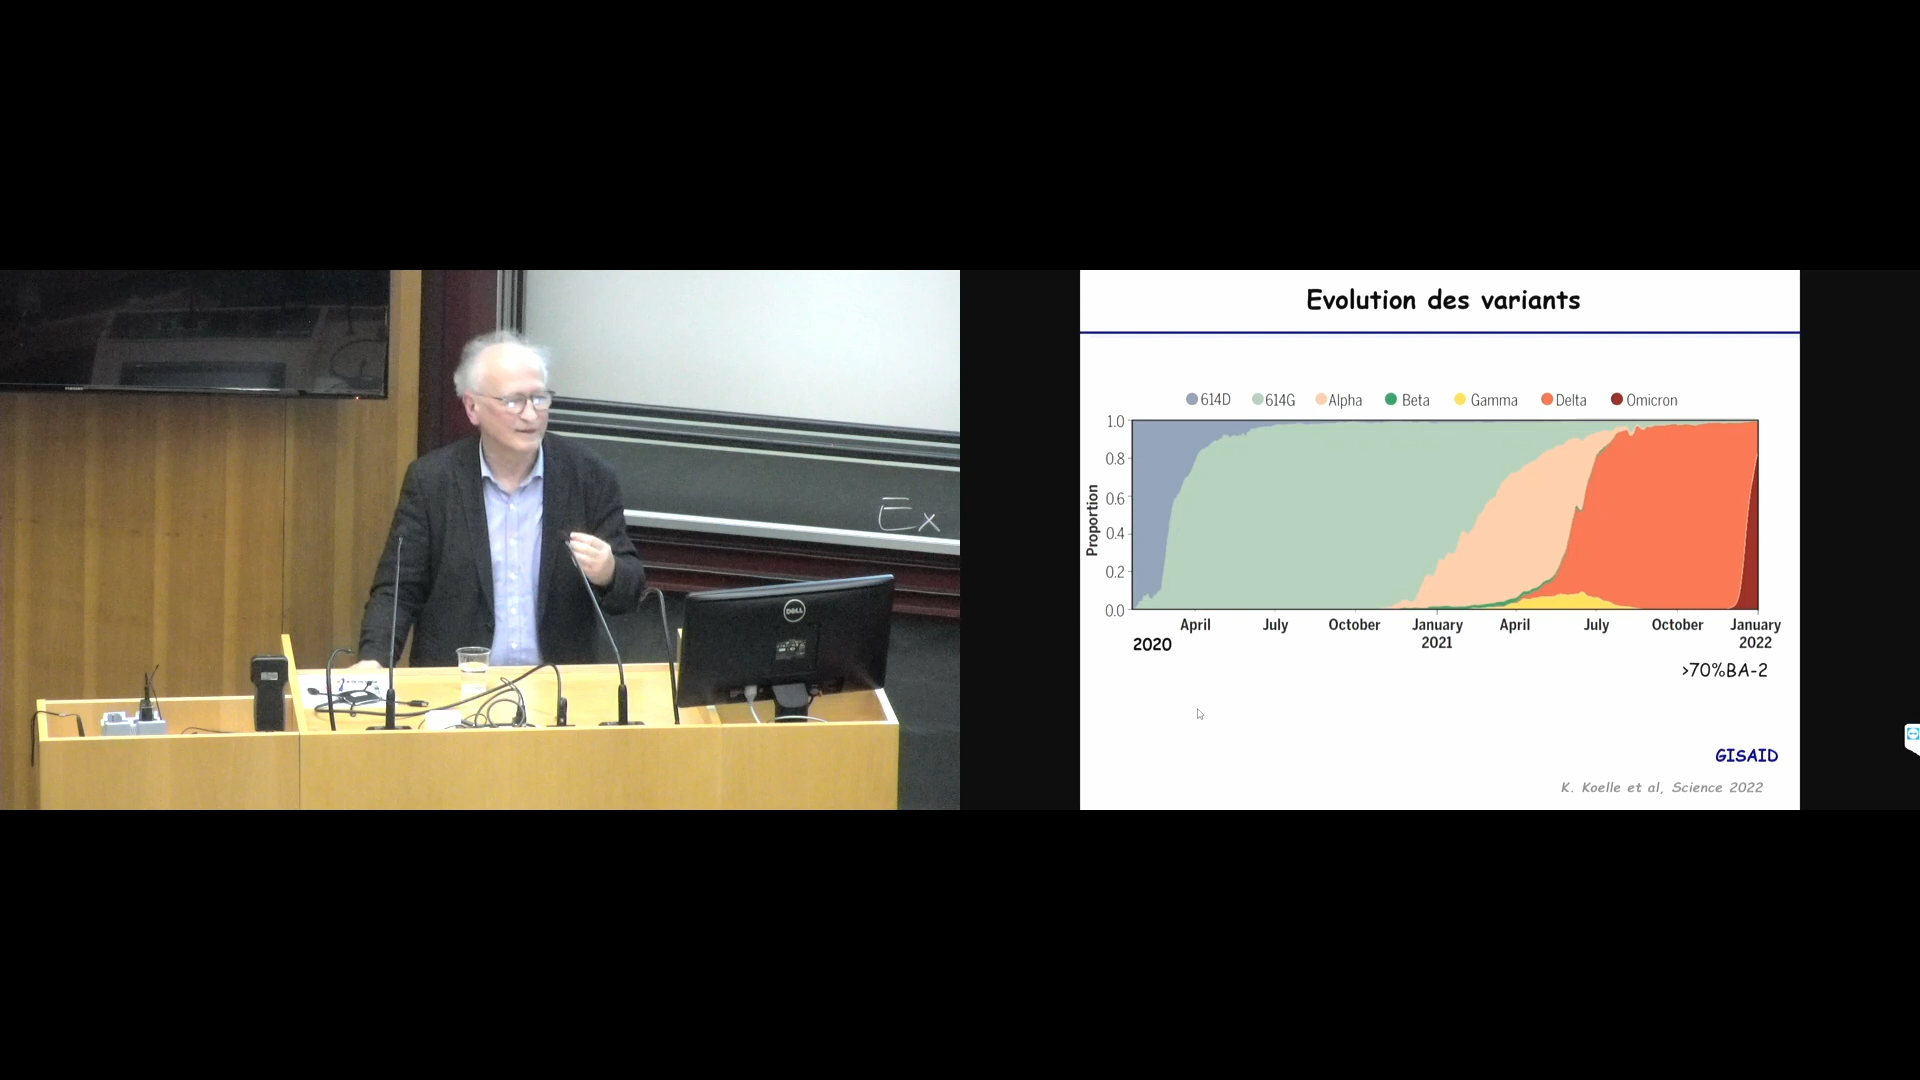 SAMSUNG
Ex
DELL
Evolution des variants
614D 614G Alpha Beta Gamma Delta Omicron
Proportion
1.0
0.8
0.6
0.4
0.2
0.0
April July October January April July October January
2020 2021 2022
>70%BA-2
GISAID
K. Koelle et al, Science 2022